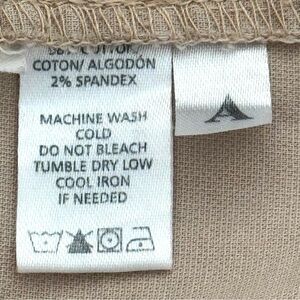 COTON/ ALGODÓN
2% SPANDEX
MACHINE WASH
COLD
DO NOT BLEACH
TUMBLE DRY LOW
COOL IRON
IF NEEDED